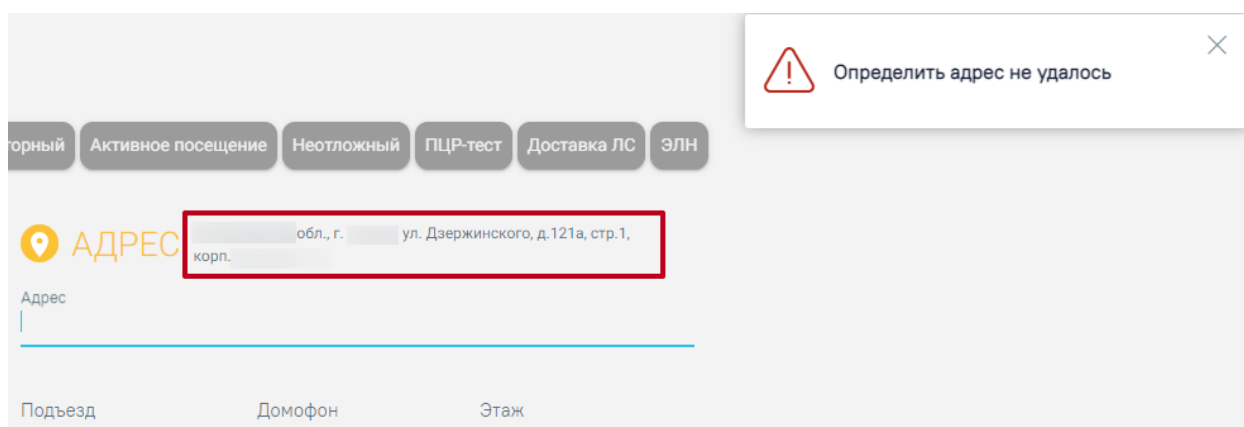 Определить адрес не удалось
Активное посещение Неотложный ПЦР-тест Доставка ЛС ЭЛН
АДРЕС
обл., г. ул. Дзержинского, д.121а, стр.1,
корп.
Адрес
Подъезд Домофон Этаж